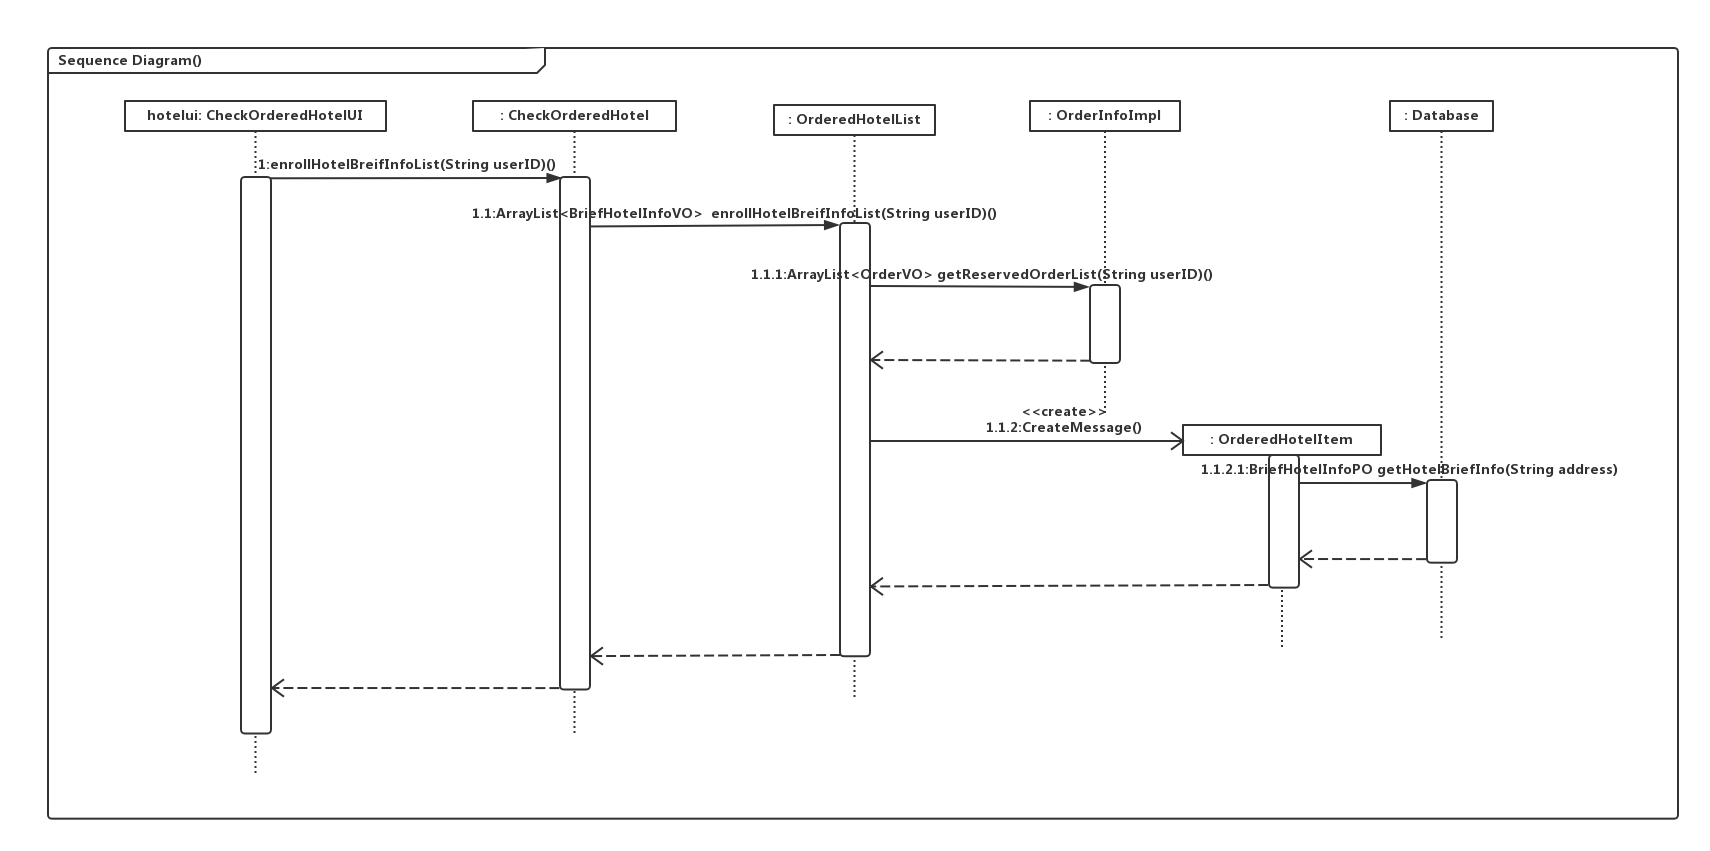 Sequence Diagram()
hotelui: CheckOrderedHotelUI
: CheckOrderedHotel
: OrderedHotelList
: OrderInfoImpl
: Database
1:enrollHotelBreifInfoList(String userID)()
1.1:ArrayList<BriefHotelInfoVO>  enrollHotelBreifInfoList(String userID)()
1.1.1:ArrayList<OrderVO> getReservedOrderList(String userID)()
<<create>>
1.1.2:CreateMessage()
: OrderedHotelItem
1.1.2.1:BriefHotelInfoPO getHotelBriefInfo(String address)